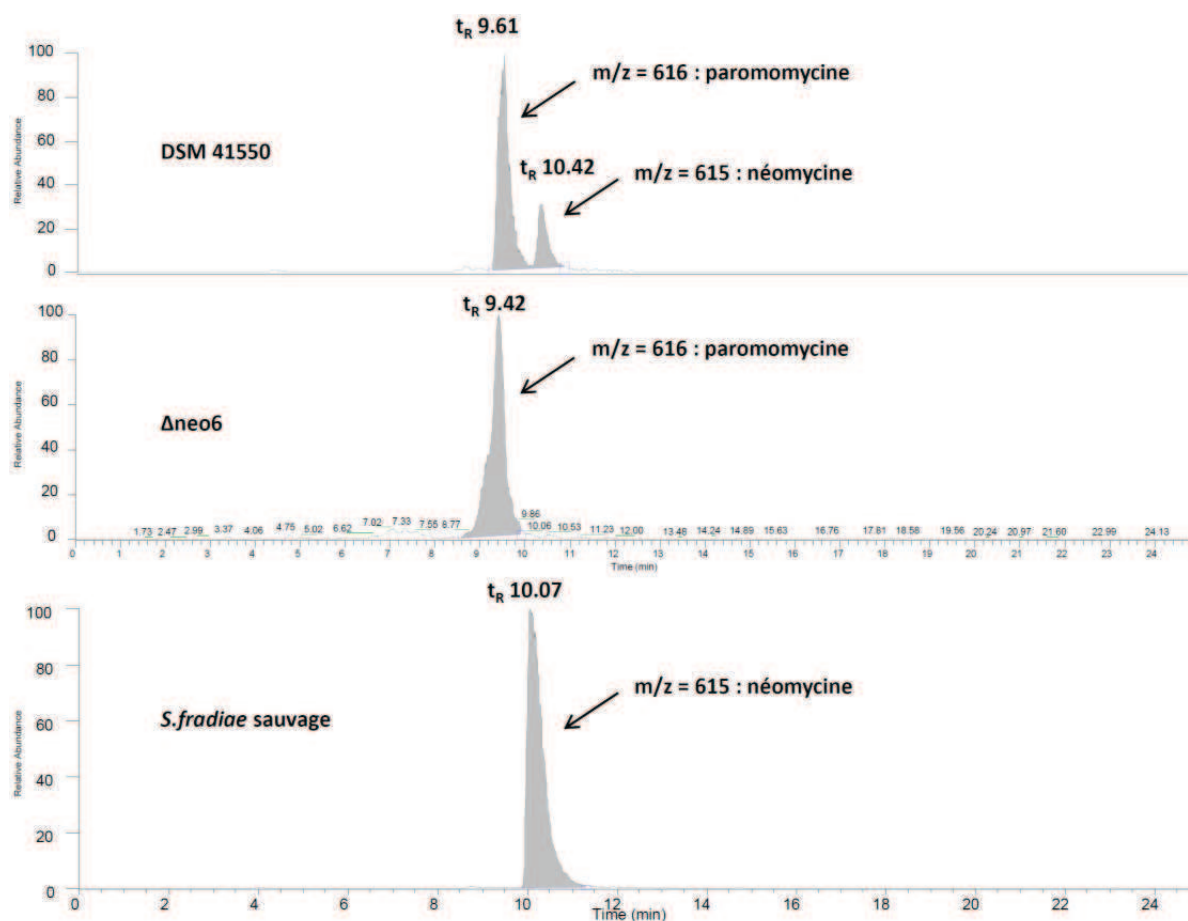 tR 9.61
100
80
60
40
20
0
Relative Abundance
DSM 41550
m/z = 616 : paromomycine
tR 10.42
m/z = 615 : néomycine
tR 9.42
100
80
60
40
20
0
Relative Abundance
Δneo6
m/z = 616 : paromomycine
1.73 2.47 2.99 3.37 4.06 4.75 5.02 6.62 7.02 7.33 7.55 8.77 9.86 10.06 10.53 11.23 12.00 13.46 14.24 14.89 15.63 16.76 17.81 18.58 19.56 20.24 20.97 21.60 22.99 24.13
0 1 2 3 4 5 6 7 8 9 10 11 12 13 14 15 16 17 18 19 20 21 22 23 24
Time (min)
tR 10.07
100
80
60
40
20
0
Relative Abundance
S.fradiae sauvage
m/z = 615 : néomycine
0 2 4 6 8 10 12 14 16 18 20 22 24
Time (min)